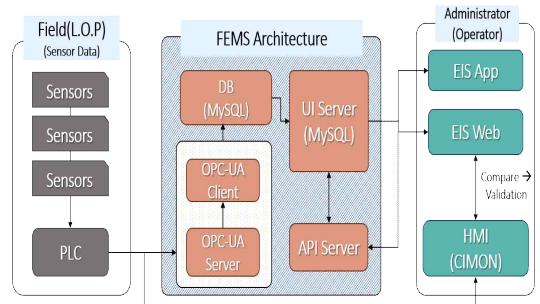 Field(L.O.P)
(Sensor Data)
Sensors
Sensors
Sensors
PLC
FEMS Architecture
DB
(MySQL)
UI Server
(MySQL)
OPC-UA
Client
OPC-UA
Server
API Server
Administrator
(Operator)
EIS App
EIS Web
Compare →
Validation
HMI
(CIMON)